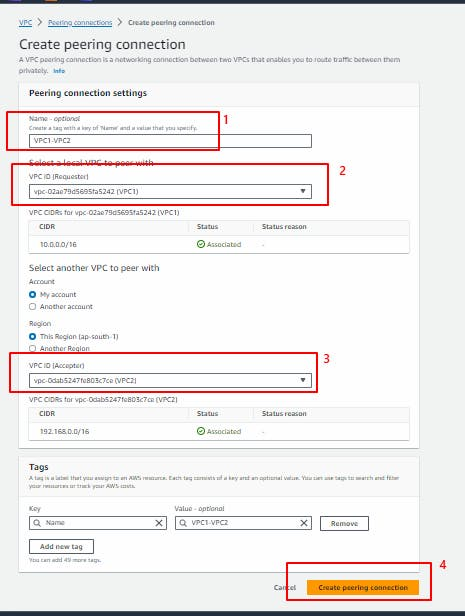 VPC > Peering connections > Create peering connection
Create peering connection
A VPC peering connection is a networking connection between two VPCs that enables you to route traffic between them
privately. Info
Peering connection settings
Name - optional
1
Create a tag with a key of 'Name' and a value that you specify.
VPC1-VPC2
Select a local VPC to peer with
2
VPC ID (Requester)
vpc-02ae79d5695fa5242 (VPC1)
VPC CIDRs for vpc-02ae79d5695fa5242 (VPC1)
CIDR Status Status reason
10.0.0.0/16 Associated -
Select another VPC to peer with
Account
My account
Another account
Region
This Region (ap-south-1)
Another Region
3
VPC ID (Accepter)
vpc-0dab5247fe803c7ce (VPC2)
VPC CIDRs for vpc-0dab5247fe803c7ce (VPC2)
CIDR Status Status reason
192.168.0.0/16 Associated -
Tags
A tag is a label that you assign to an AWS resource. Each tag consists of a key and an optional value. You can use tags to search and filter
your resources or track your AWS costs.
Key Value - optional
Name VPC1-VPC2 Remove
Add new tag
You can add 49 more tags.
4
Cancel Create peering connection